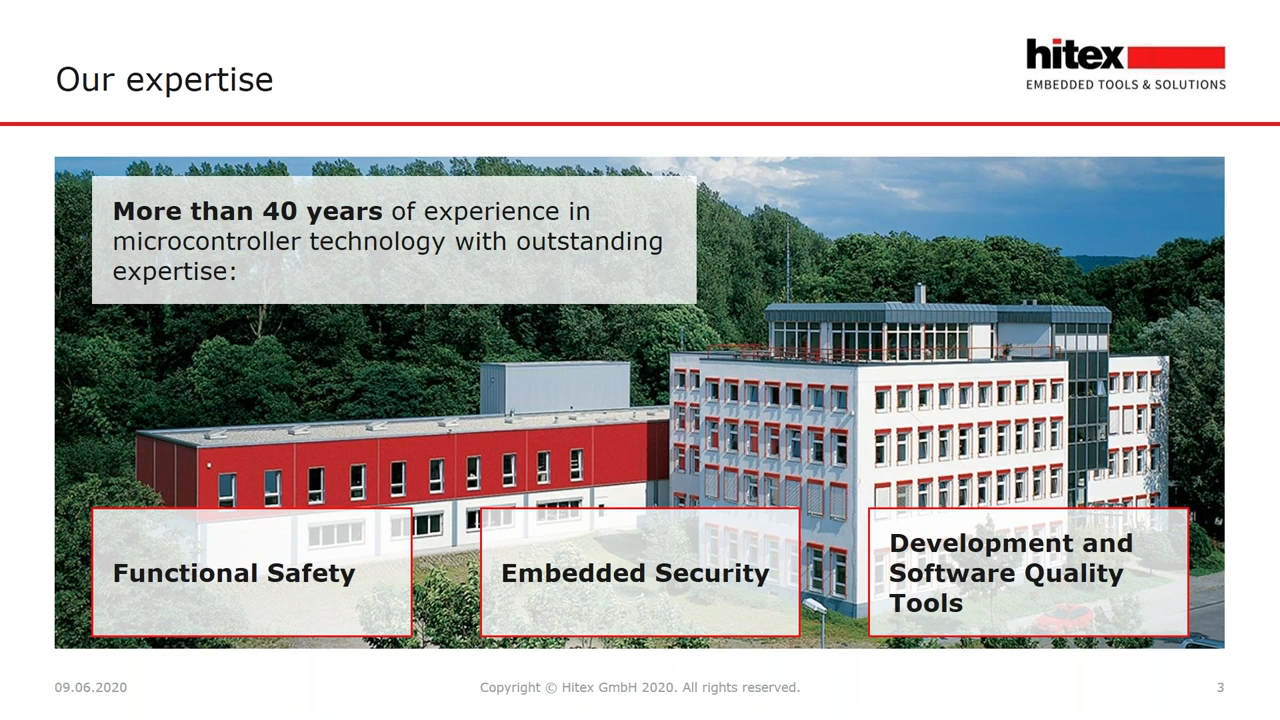 Our expertise
hitex
EMBEDDED TOOLS & SOLUTIONS
More than 40 years of experience in
microcontroller technology with outstanding
expertise:
Functional Safety
Embedded Security
Development and
Software Quality
Tools
09.06.2020
Copyright © Hitex GmbH 2020. All rights reserved.
3